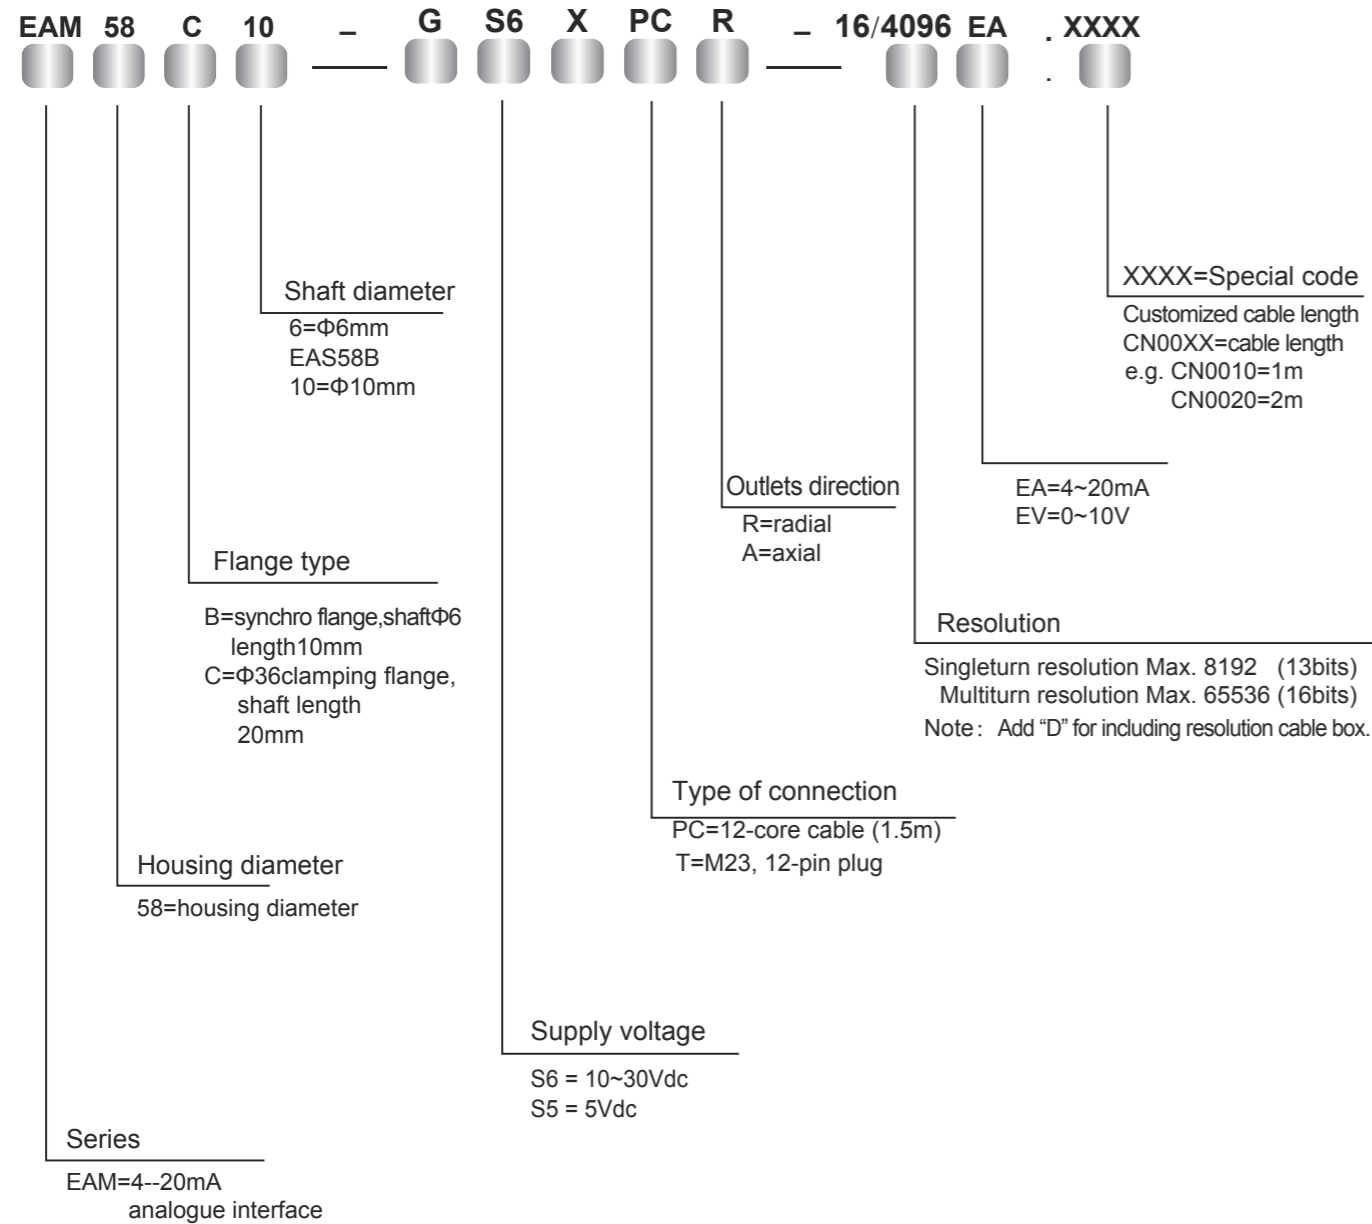 EAM 58 C 10 – G S6 X PC R – 16/4096 EA . XXXX
.
Shaft diameter
6=Φ6mm
EAS58B
10=Φ10mm
XXXX=Special code
Customized cable length
CN00XX=cable length
e.g. CN0010=1m
CN0020=2m
Outlets direction
R=radial
A=axial
EA=4~20mA
EV=0~10V
Flange type
B=synchro flange,shaftΦ6
length10mm
C=Φ36clamping flange,
shaft length
20mm
Resolution
Singleturn resolution Max. 8192 (13bits)
Multiturn resolution Max. 65536 (16bits)
Note: Add “D” for including resolution cable box.
Type of connection
PC=12-core cable (1.5m)
T=M23, 12-pin plug
Housing diameter
58=housing diameter
Supply voltage
S6 = 10~30Vdc
S5 = 5Vdc
Series
EAM=4--20mA
analogue interface